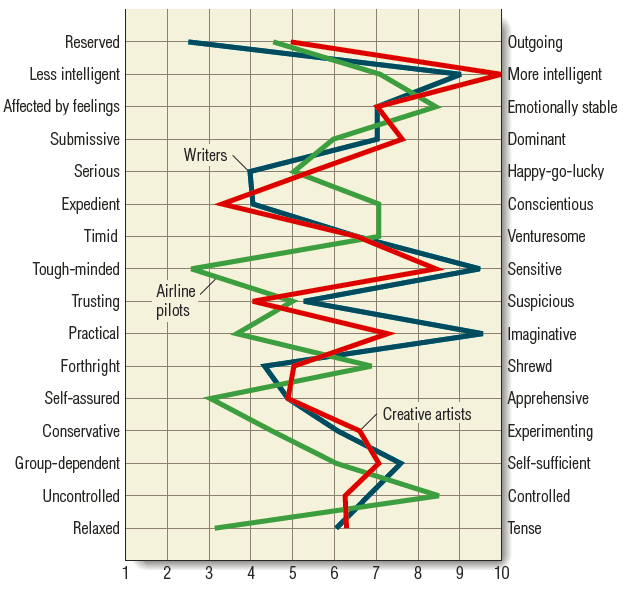 Reserved Outgoing
Less intelligent More intelligent
Affected by feelings Emotionally stable
Submissive Dominant
Writers
Serious Happy-go-lucky
Expedient Conscientious
Timid Venturesome
Tough-minded Sensitive
Airline
pilots
Trusting Suspicious
Practical Imaginative
Forthright Shrewd
Self-assured Apprehensive
Creative artists
Conservative Experimenting
Group-dependent Self-sufficient
Uncontrolled Controlled
Relaxed Tense
1 2 3 4 5 6 7 8 9 10